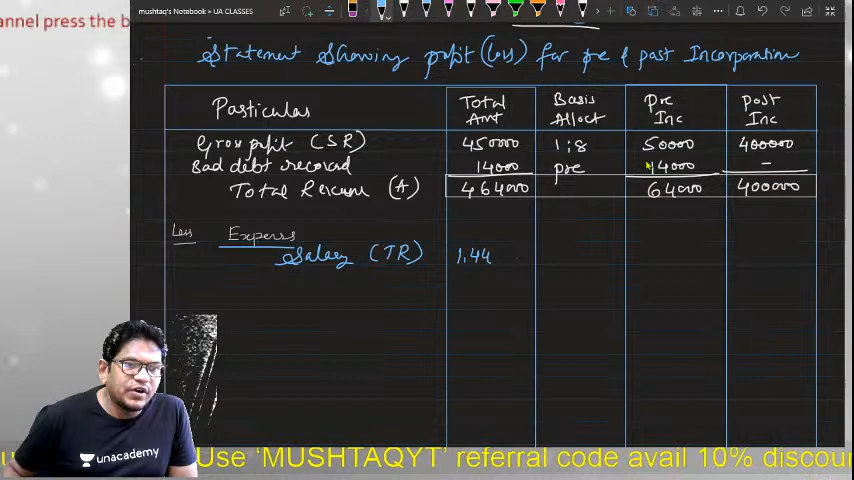 annel press the b
mushtaq's Notebook » UA CLASSES
Statement Showing profit (loss) for pre & post Incorporation
Particulas Total Amt Basis Alloct Pre Inc post Inc
Gross profit (SR) 450000 1:8 50000 400000
Bad debt recovered 14000 pre 14000 -
Total Revenue (A) 464000 64000 400000
Less Expenses
Salary (TR) 1,44
unacademy
Use 'MUSHTAQYT' referral code avail 10% discou